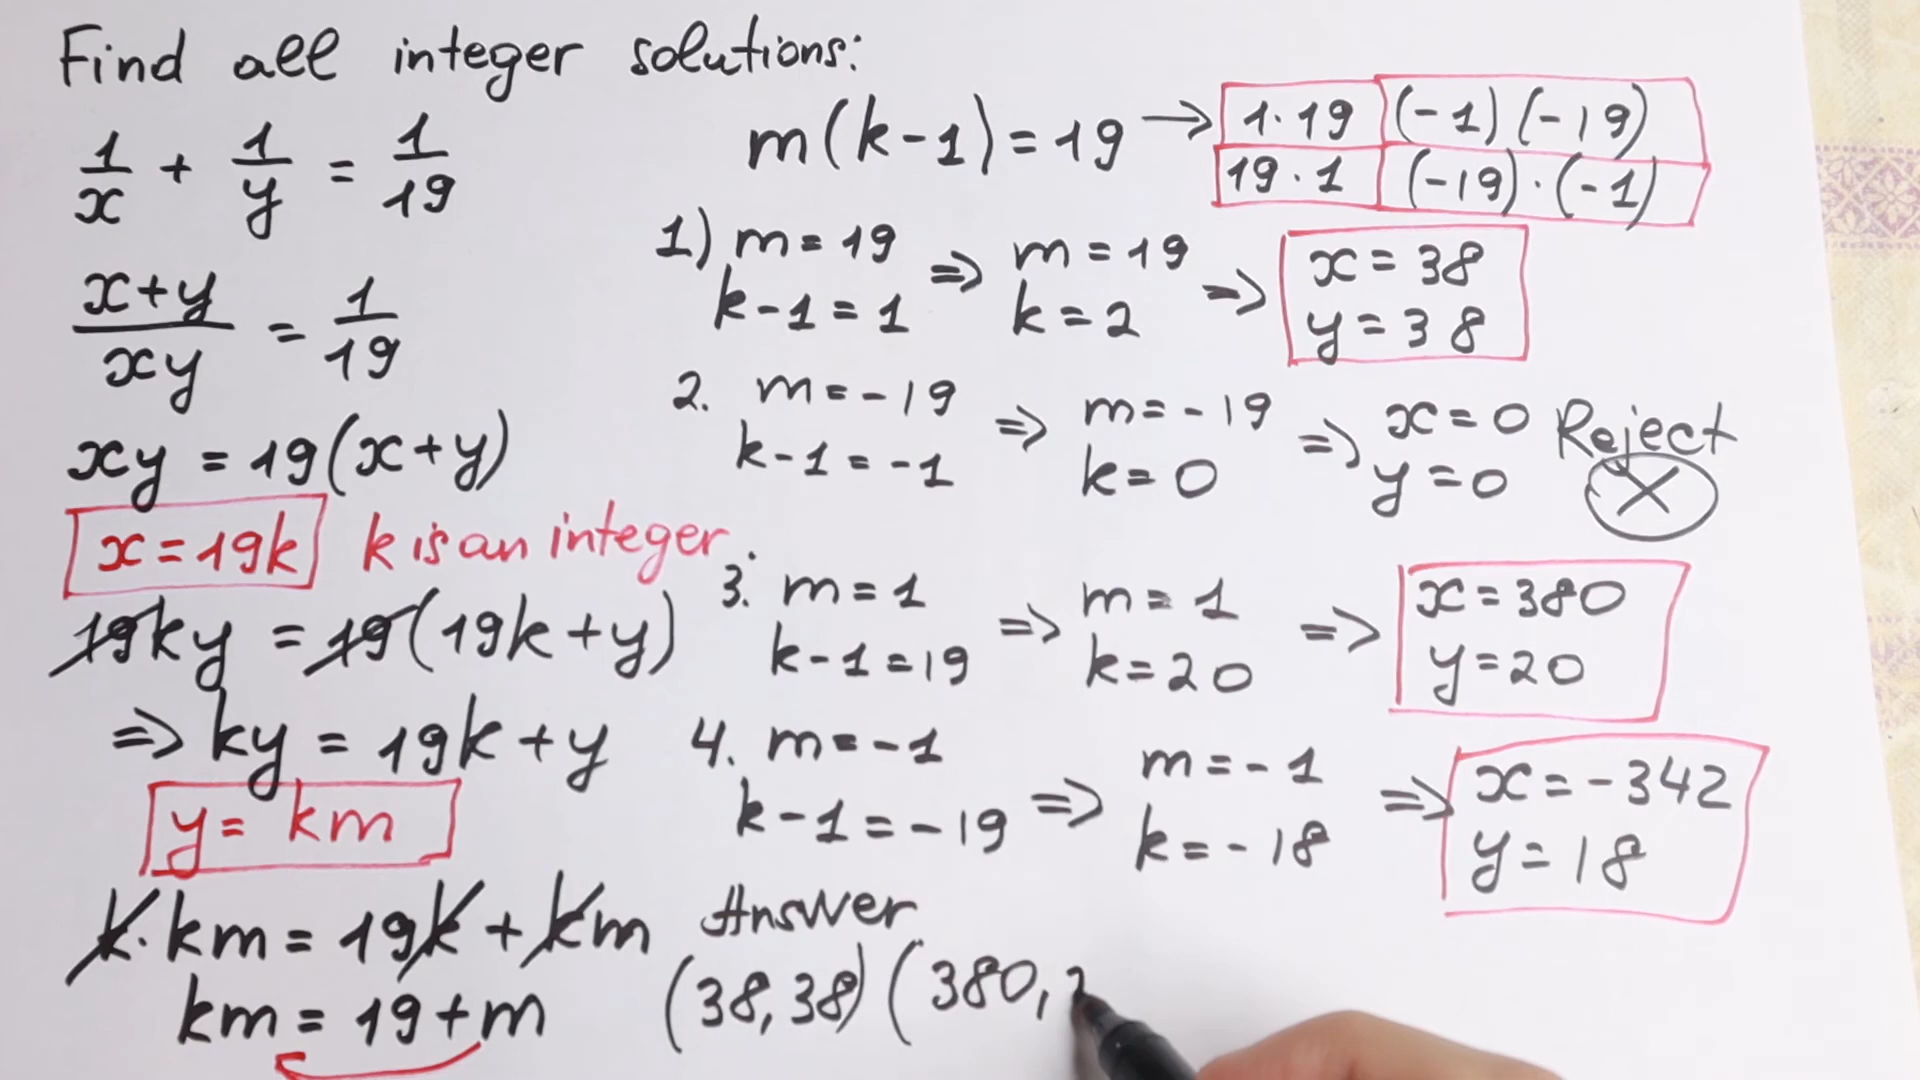 Find all integer solutions:
1/x + 1/y = 1/19
x+y/xy = 1/19
xy = 19(x+y)
x = 19k k is an integer
19ky = 19(19k+y)
=> ky = 19k + y
y = km
k·km = 19k + km
km = 19+m
m(k-1) = 19 → 1·19 (-1)(-19)
19·1 (-19)·(-1)
1) m = 19 => m = 19 => x = 38
k-1 = 1 k = 2 y = 38
2. m = -19 => m = -19 => x = 0 Reject
k-1 = -1 k = 0 y = 0
3. m = 1 => m = 1 => x = 380
k-1 = 19 k = 20 y = 20
4. m = -1 => m = -1 => x = -342
k-1 = -19 k = -18 y = 18
Answer
(38,38) (380,